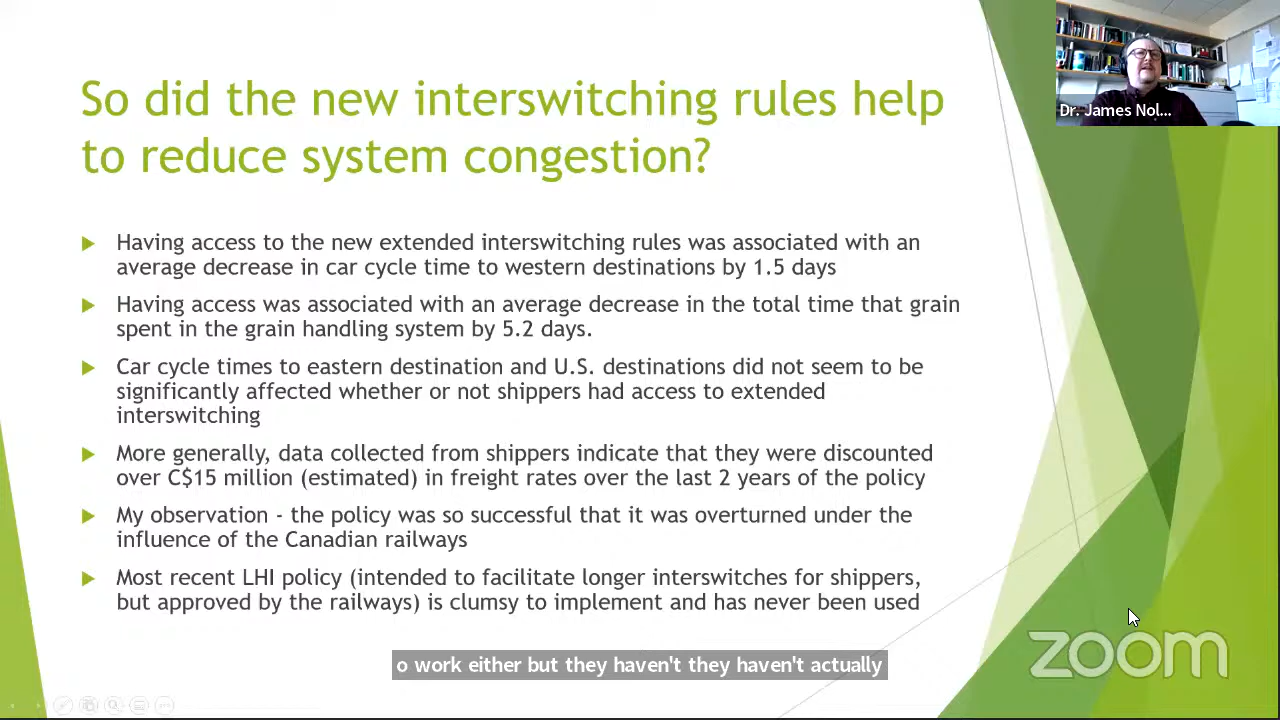 So did the new interswitching rules help
to reduce system congestion?
Dr. James Nol...
Having access to the new extended interswitching rules was associated with an
average decrease in car cycle time to western destinations by 1.5 days
Having access was associated with an average decrease in the total time that grain
spent in the grain handling system by 5.2 days.
Car cycle times to eastern destination and U.S. destinations did not seem to be
significantly affected whether or not shippers had access to extended
interswitching
More generally, data collected from shippers indicate that they were discounted
over C$15 million (estimated) in freight rates over the last 2 years of the policy
My observation - the policy was so successful that it was overturned under the
influence of the Canadian railways
Most recent LHI policy (intended to facilitate longer interswitches for shippers,
but approved by the railways) is clumsy to implement and has never been used
o work either but they haven't they haven't actually
zoom